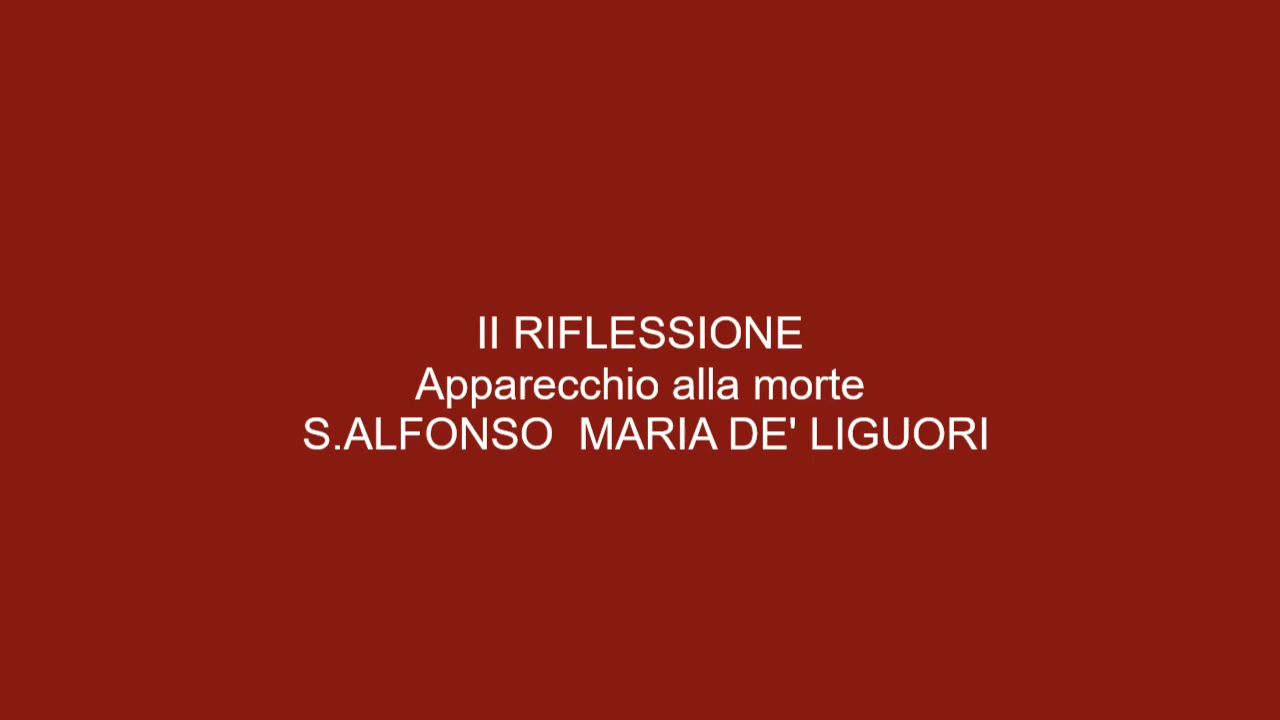 II RIFLESSIONE
Apparecchio alla morte
S.ALFONSO  MARIA DE' LIGUORI